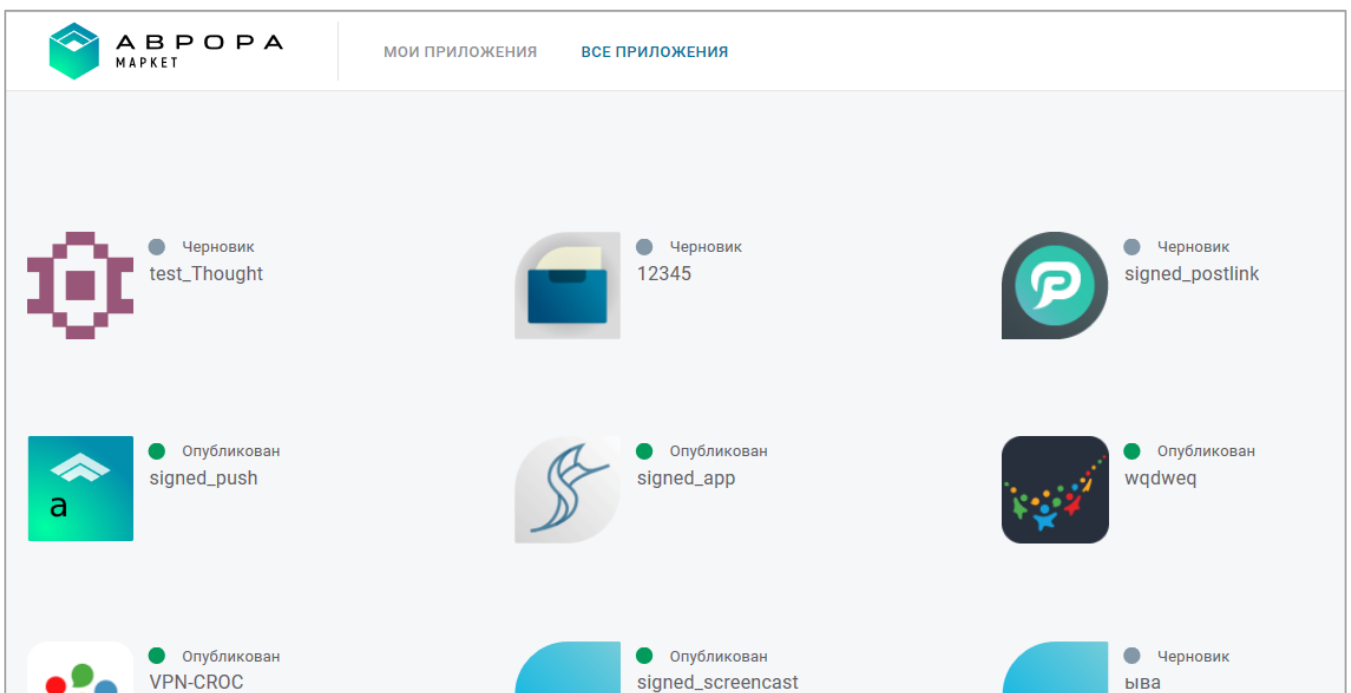 АВРОРА
МАРКЕТ
МОИ ПРИЛОЖЕНИЯ ВСЕ ПРИЛОЖЕНИЯ
Черновик Черновик Черновик
test_Thought 12345 signed_postlink
Опубликован Опубликован Опубликован
a signed_push signed_app wqdweq
Опубликован Опубликован Черновик
VPN-CROC signed_screencast ыва